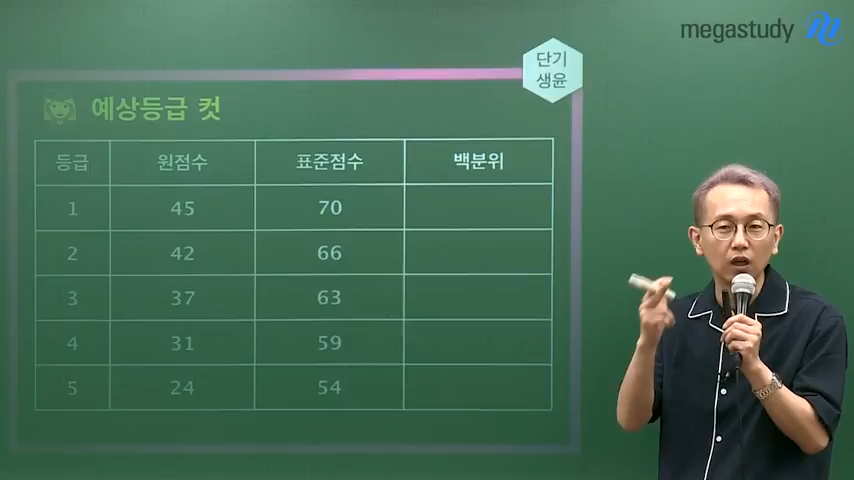 megastudy
단기
생윤
예상등급 컷
등급 원점수 표준점수 백분위
1 45 70
2 42 66
3 37 63
4 31 59
5 24 54